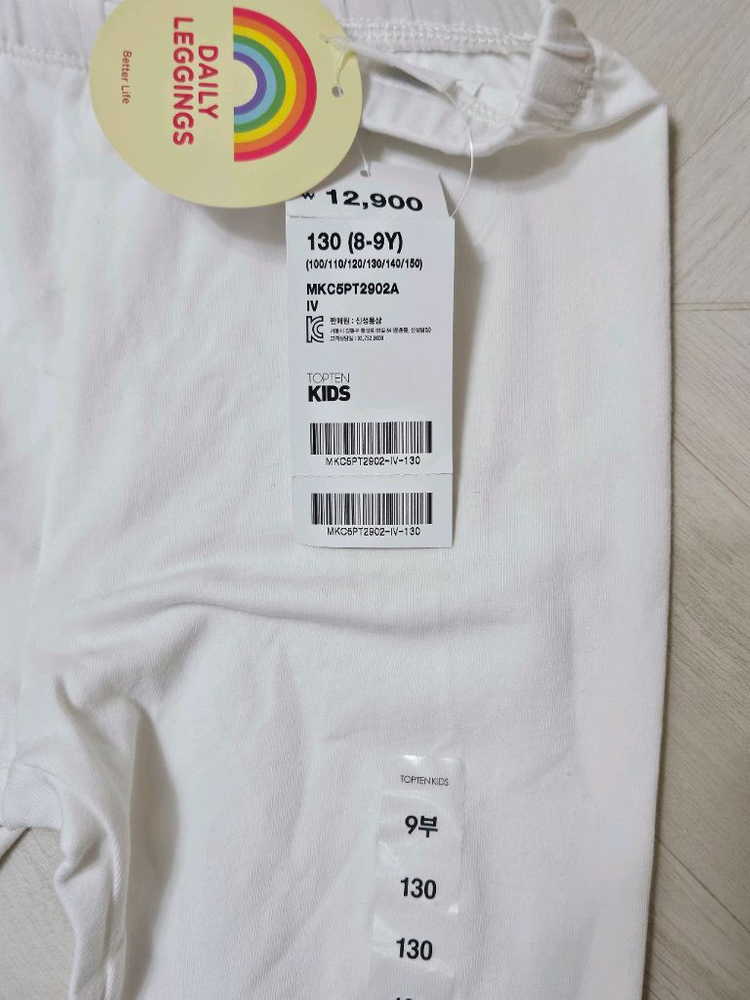 DAILY
LEGGINGS
Better Life
₩ 12,900
130 (8-9Y)
(100/110/120/130/140/150)
MKC5PT2902A
IV
판매원 : 신성통상
TOPTEN
KIDS
MKC5PT2902-IV-130
MKC5PT2902-IV-130
TOPTEN KIDS
9부
130
130